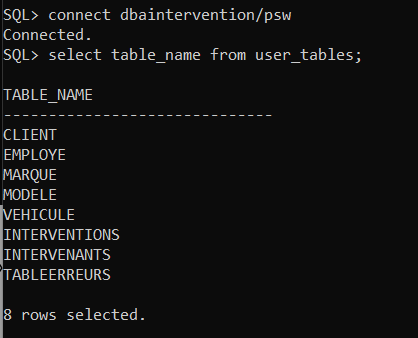 SQL> connect dbaintervention/psw
Connected.
SQL> select table_name from user_tables;
TABLE_NAME
------------------------------
CLIENT
EMPLOYE
MARQUE
MODELE
VEHICULE
INTERVENTIONS
INTERVENANTS
TABLEERREURS
8 rows selected.